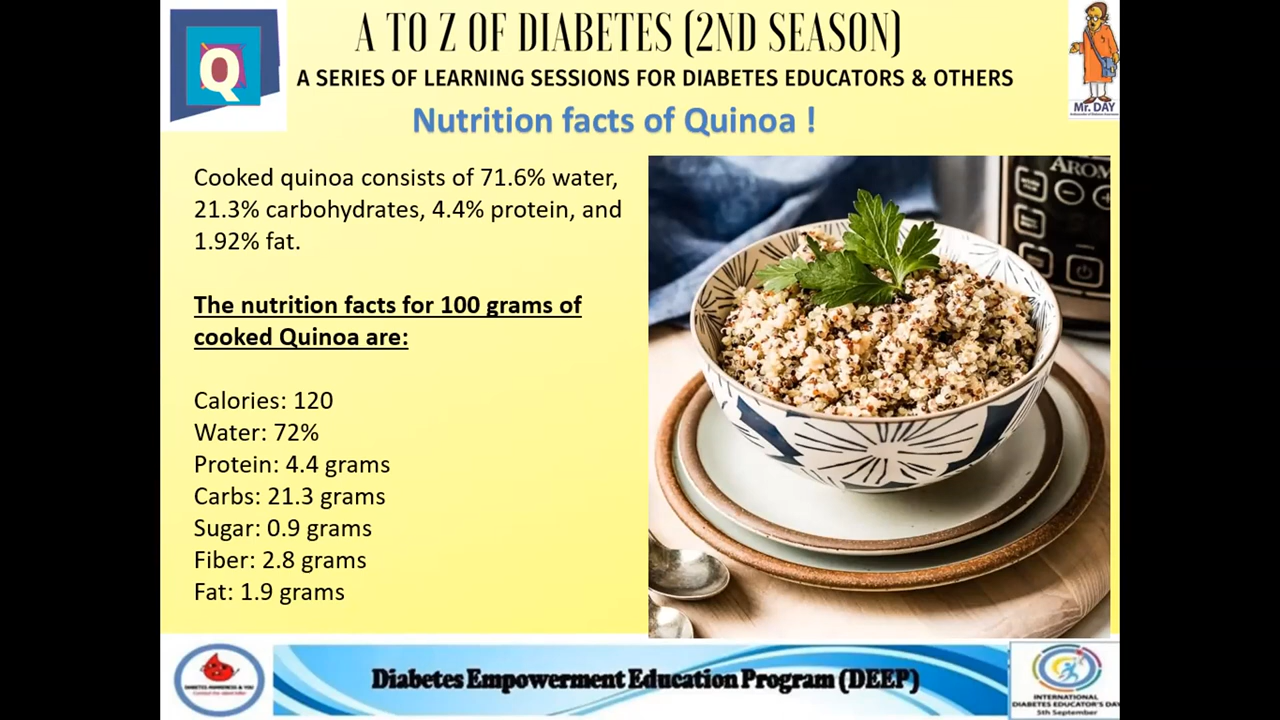 Q
A TO Z OF DIABETES (2ND SEASON)
A SERIES OF LEARNING SESSIONS FOR DIABETES EDUCATORS & OTHERS
Nutrition facts of Quinoa !
Mr. DAY
Cooked quinoa consists of 71.6% water,
21.3% carbohydrates, 4.4% protein, and
1.92% fat.
The nutrition facts for 100 grams of
cooked Quinoa are:
Calories: 120
Water: 72%
Protein: 4.4 grams
Carbs: 21.3 grams
Sugar: 0.9 grams
Fiber: 2.8 grams
Fat: 1.9 grams
AROM
DIABETES AWARENESS & YOU
Diabetes Empowerment Education Program (DEEP)
INTERNATIONAL
DIABETES EDUCATOR'S DAY
5th September